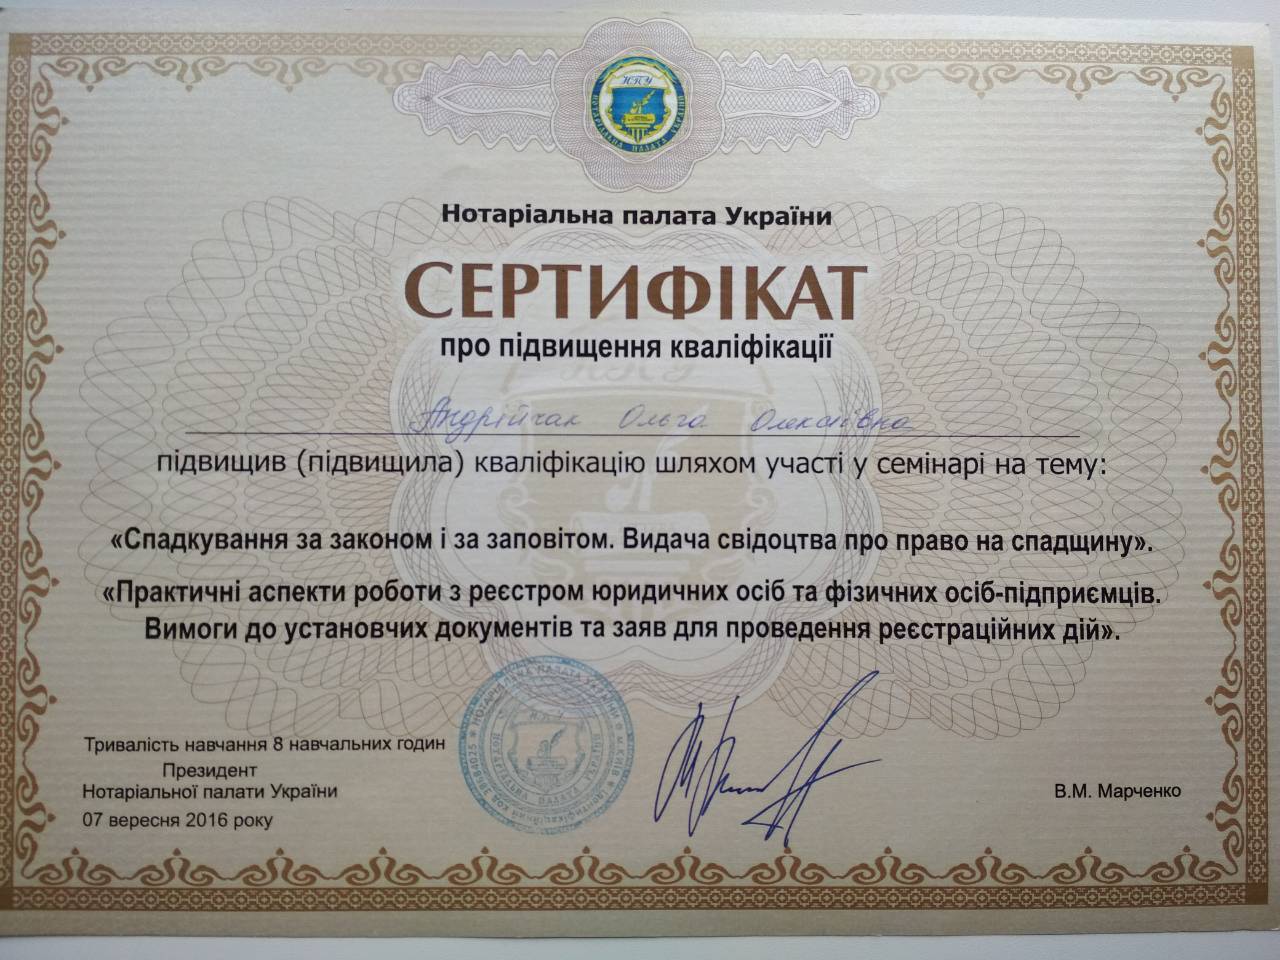 НПУ
НОТАРІАЛЬНА ПАЛАТА УКРАЇНИ
Нотаріальна палата України
СЕРТИФІКАТ
про підвищення кваліфікації
Андрійчак Ольга Олексіївна
підвищив (підвищила) кваліфікацію шляхом участі у семінарі на тему:
«Спадкування за законом і за заповітом. Видача свідоцтва про право на спадщину».
«Практичні аспекти роботи з реєстром юридичних осіб та фізичних осіб-підприємців.
Вимоги до установчих документів та заяв для проведення реєстраційних дій».
Тривалість навчання 8 навчальних годин
Президент
Нотаріальної палати України
В.М. Марченко
07 вересня 2016 року
НОТАРІАЛЬНА ПАЛАТА УКРАЇНИ